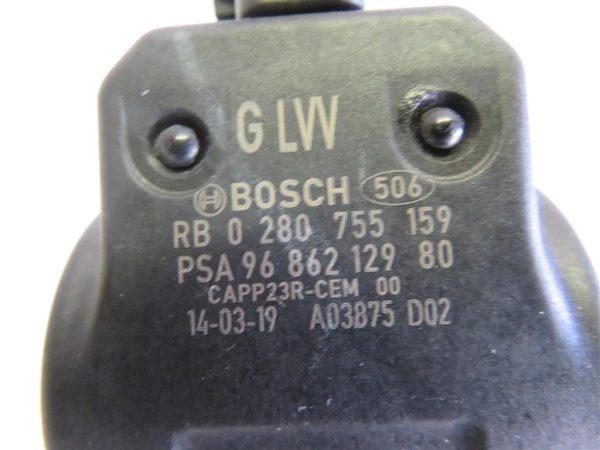 G LVV
BOSCH 506
RB 0 280 755 159
PSA 96 862 129 80
CAPP23R-CEM 00
14-03-19 A03875 D02